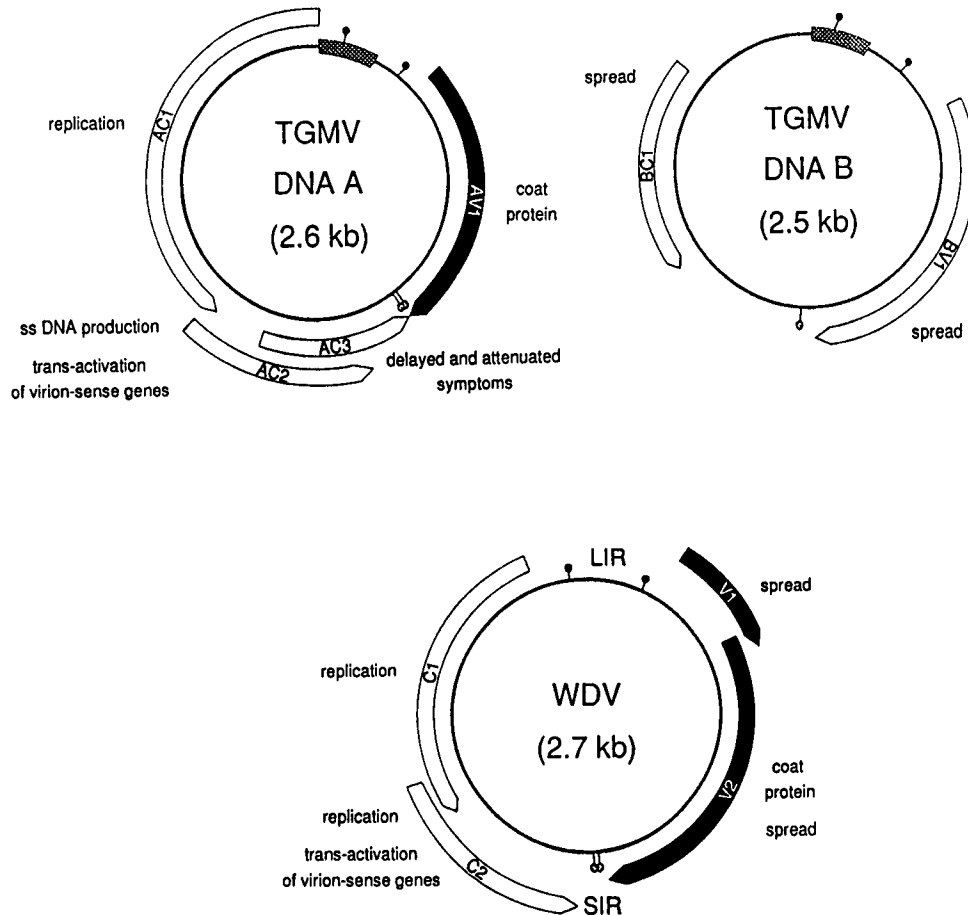 replication
AC1
TGMV
DNA A
(2.6 kb)
AV1
coat
protein
ss DNA production
trans-activation
of virion-sense genes
AC3
AC2
delayed and attenuated
symptoms
spread
BC1
TGMV
DNA B
(2.5 kb)
BV1
spread
LIR
V1
spread
replication
C1
WDV
(2.7 kb)
V2
coat
protein
spread
replication
trans-activation
of virion-sense genes
C2
SIR